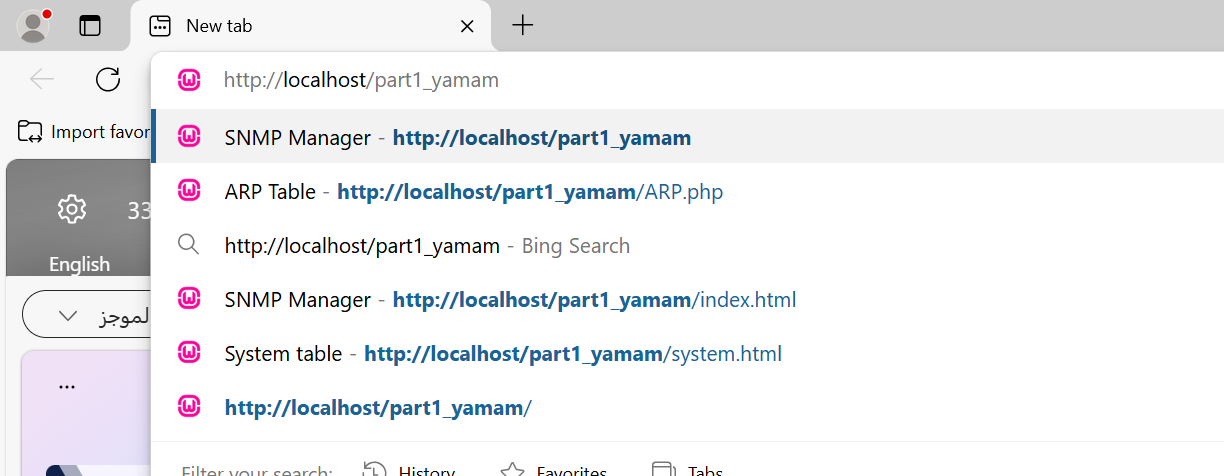 New tab
http://localhost/part1_yamam
Import favor
SNMP Manager - http://localhost/part1_yamam
ARP Table - http://localhost/part1_yamam/ARP.php
33
http://localhost/part1_yamam - Bing Search
English
SNMP Manager - http://localhost/part1_yamam/index.html
الموجز
System table - http://localhost/part1_yamam/system.html
...
http://localhost/part1_yamam/
Filter your search: History Favorites Tabs